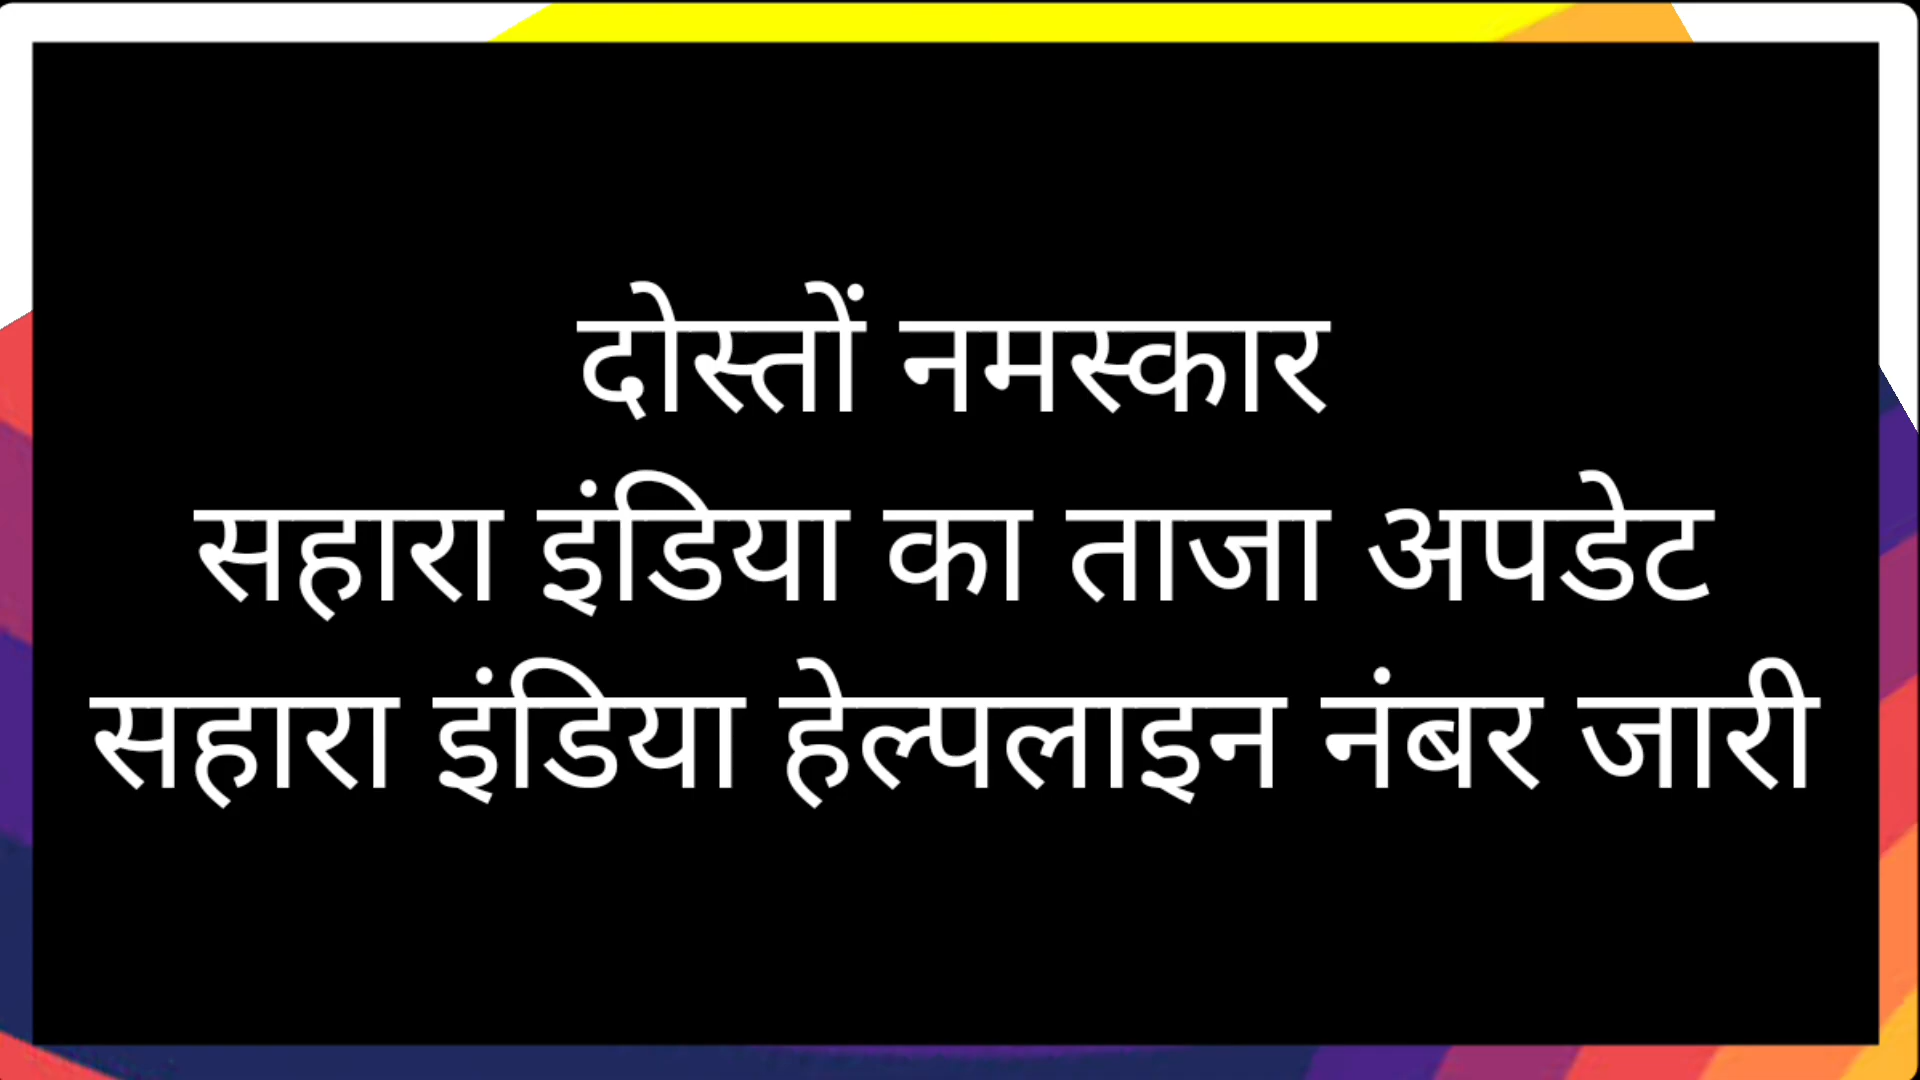 दोस्तों नमस्कार
सहारा इंडिया का ताजा अपडेट
सहारा इंडिया हेल्पलाइन नंबर जारी